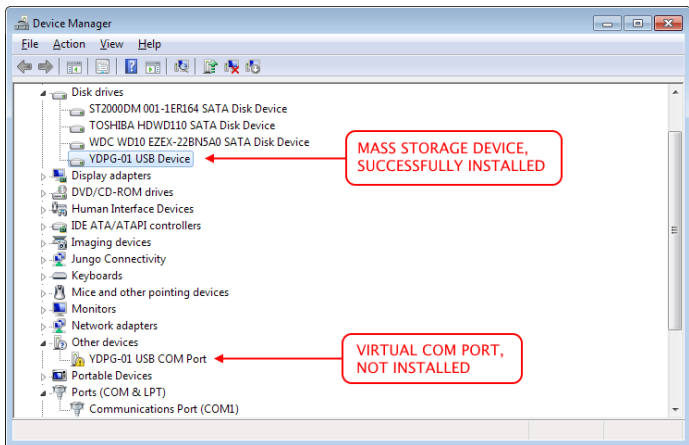 Device Manager
File Action View Help
Disk drives
ST2000DM 001-1ER164 SATA Disk Device
TOSHIBA HDWD110 SATA Disk Device
WDC WD10 EZEX-22BN5A0 SATA Disk Device
YDPG-01 USB Device
MASS STORAGE DEVICE,
SUCCESSFULLY INSTALLED
Display adapters
DVD/CD-ROM drives
Human Interface Devices
IDE ATA/ATAPI controllers
Imaging devices
Jungo Connectivity
Keyboards
Mice and other pointing devices
Monitors
Network adapters
Other devices
YDPG-01 USB COM Port
VIRTUAL COM PORT,
NOT INSTALLED
Portable Devices
Ports (COM & LPT)
Communications Port (COM1)